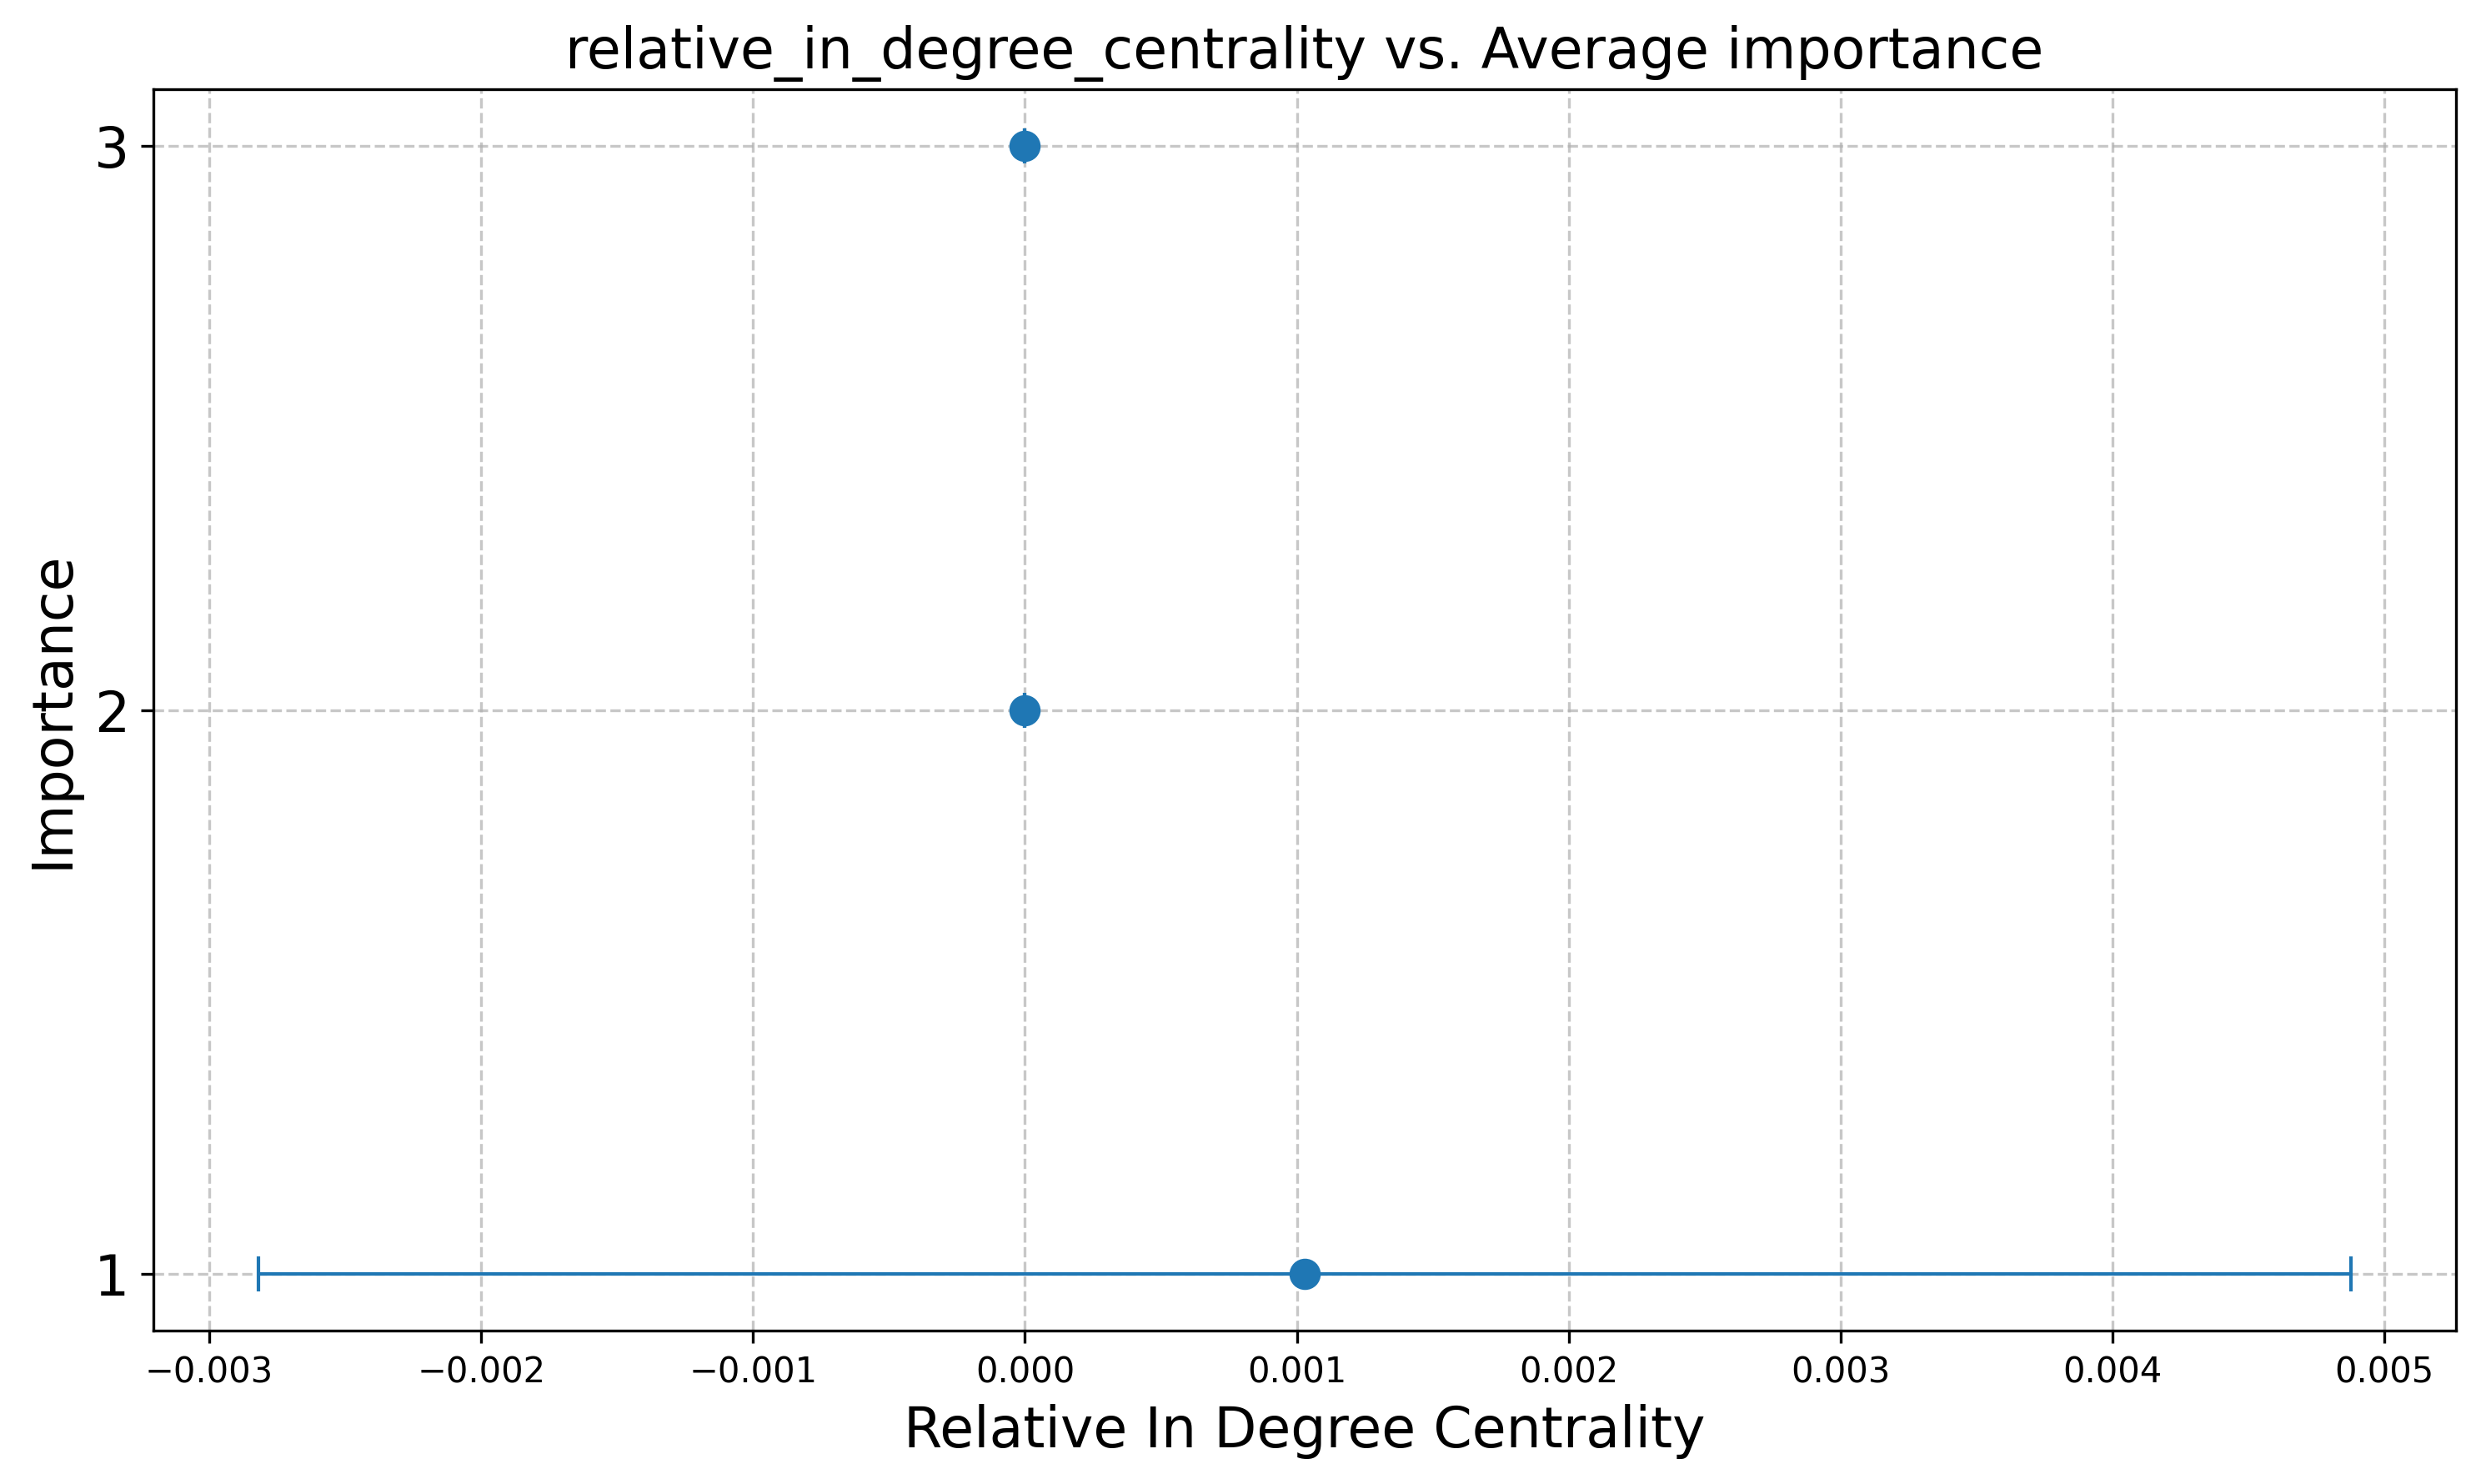 relative_in_degree_centrality vs. Average importance
3
2
1
Importance
−0.003 −0.002 −0.001 0.000 0.001 0.002 0.003 0.004 0.005
Relative In Degree Centrality